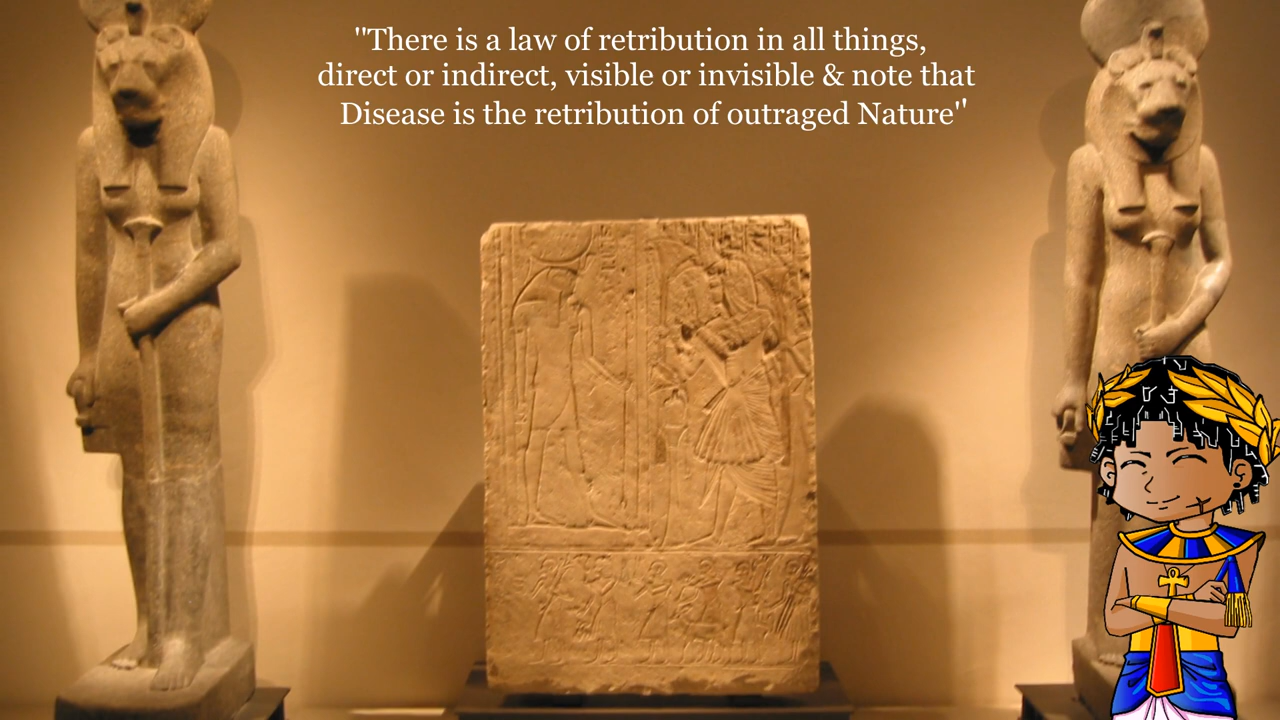 "There is a law of retribution in all things,
direct or indirect, visible or invisible & note that
Disease is the retribution of outraged Nature"